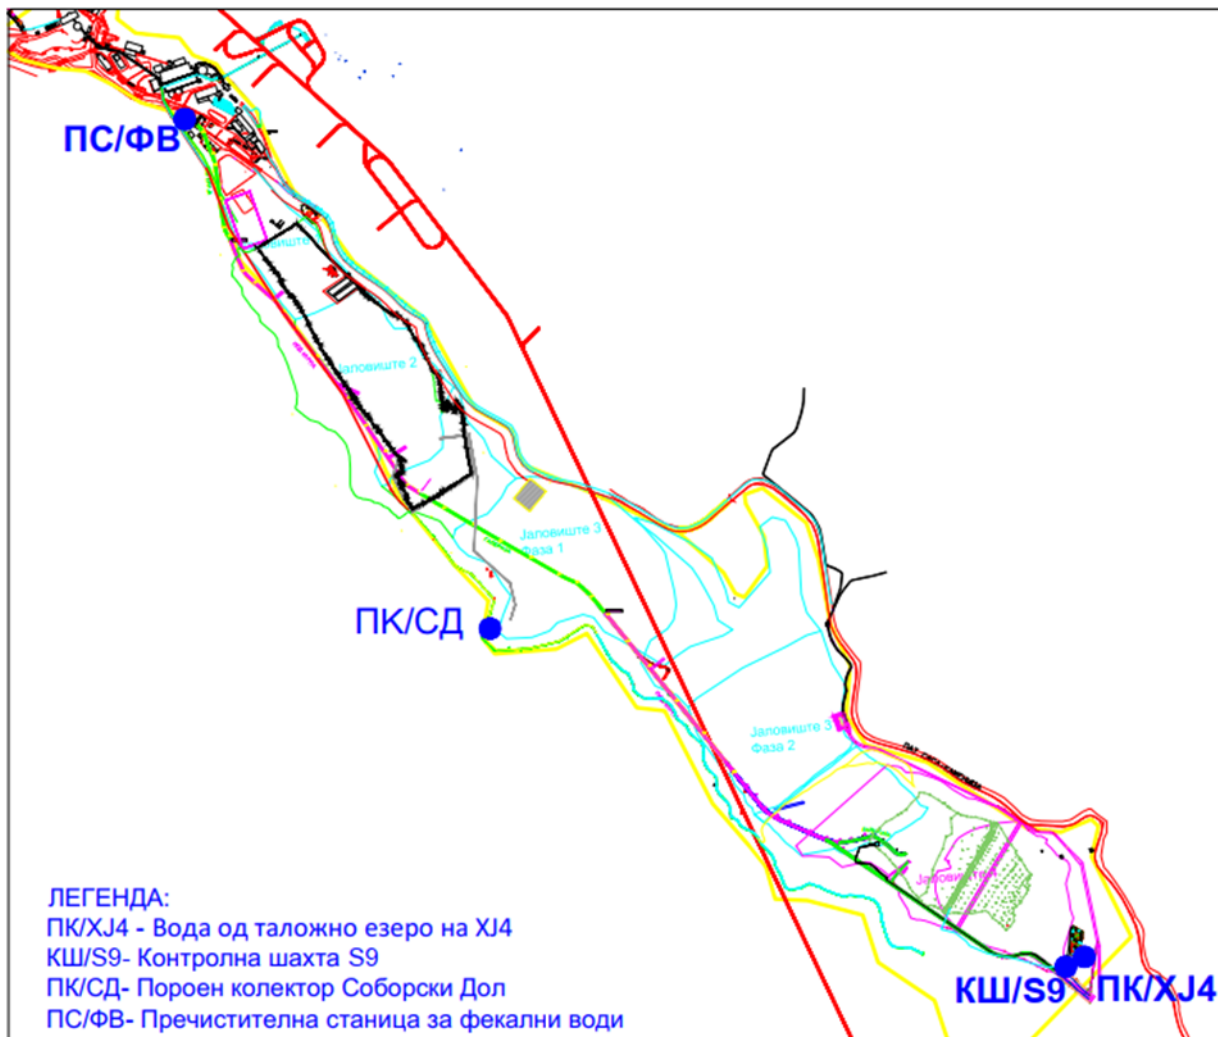 ПС/ФВ
Јаловиште 2
Јаловиште 3
Фаза 1
ПК/СД
Јаловиште 3
Фаза 2
КШ/S9
ПК/XJ4
ЛЕГЕНДА:
ПК/XJ4 - Вода од таложно езеро на XJ4
КШ/S9- Контролна шахта S9
ПК/СД- Пороен колектор Соборски Дол
ПС/ФВ- Пречистителна станица за фекални води